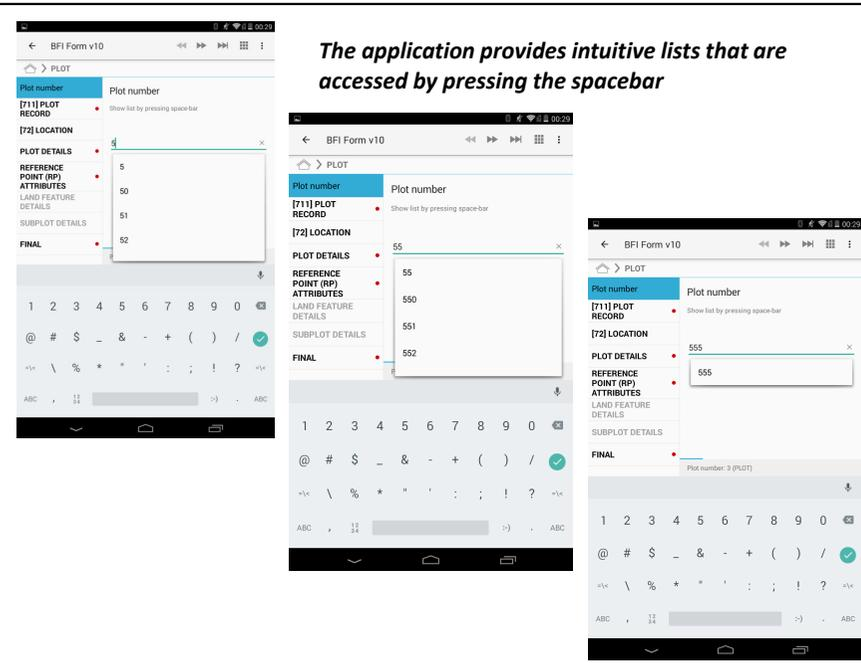 The application provides intuitive lists that are
accessed by pressing the spacebar
00:29
BFI Form v10
PLOT
Plot number
[711] PLOT
RECORD
[72] LOCATION
PLOT DETAILS
REFERENCE
POINT (RP)
ATTRIBUTES
LAND FEATURE
DETAILS
SUBPLOT DETAILS
FINAL
Plot number
Show list by pressing space-bar
5
5
50
51
52
1 2 3 4 5 6 7 8 9 0
@ # $ _ & - + ( ) /
=\< \ % * " ' : ; ! ? =\<
ABC , 12 :-) . ABC
34
00:29
BFI Form v10
PLOT
Plot number
[711] PLOT
RECORD
[72] LOCATION
PLOT DETAILS
REFERENCE
POINT (RP)
ATTRIBUTES
LAND FEATURE
DETAILS
SUBPLOT DETAILS
FINAL
Plot number
Show list by pressing space-bar
55
55
550
551
552
1 2 3 4 5 6 7 8 9 0
@ # $ _ & - + ( ) /
=\< \ % * " ' : ; ! ? =\<
ABC , 12 :-) . ABC
34
00:29
BFI Form v10
PLOT
Plot number
[711] PLOT
RECORD
[72] LOCATION
PLOT DETAILS
REFERENCE
POINT (RP)
ATTRIBUTES
LAND FEATURE
DETAILS
SUBPLOT DETAILS
FINAL
Plot number
Show list by pressing space-bar
555
555
Plot number: 3 (PLOT)
1 2 3 4 5 6 7 8 9 0
@ # $ _ & - + ( ) /
=\< \ % * " ' : ; ! ? =\<
ABC , 12 :-) . ABC
34